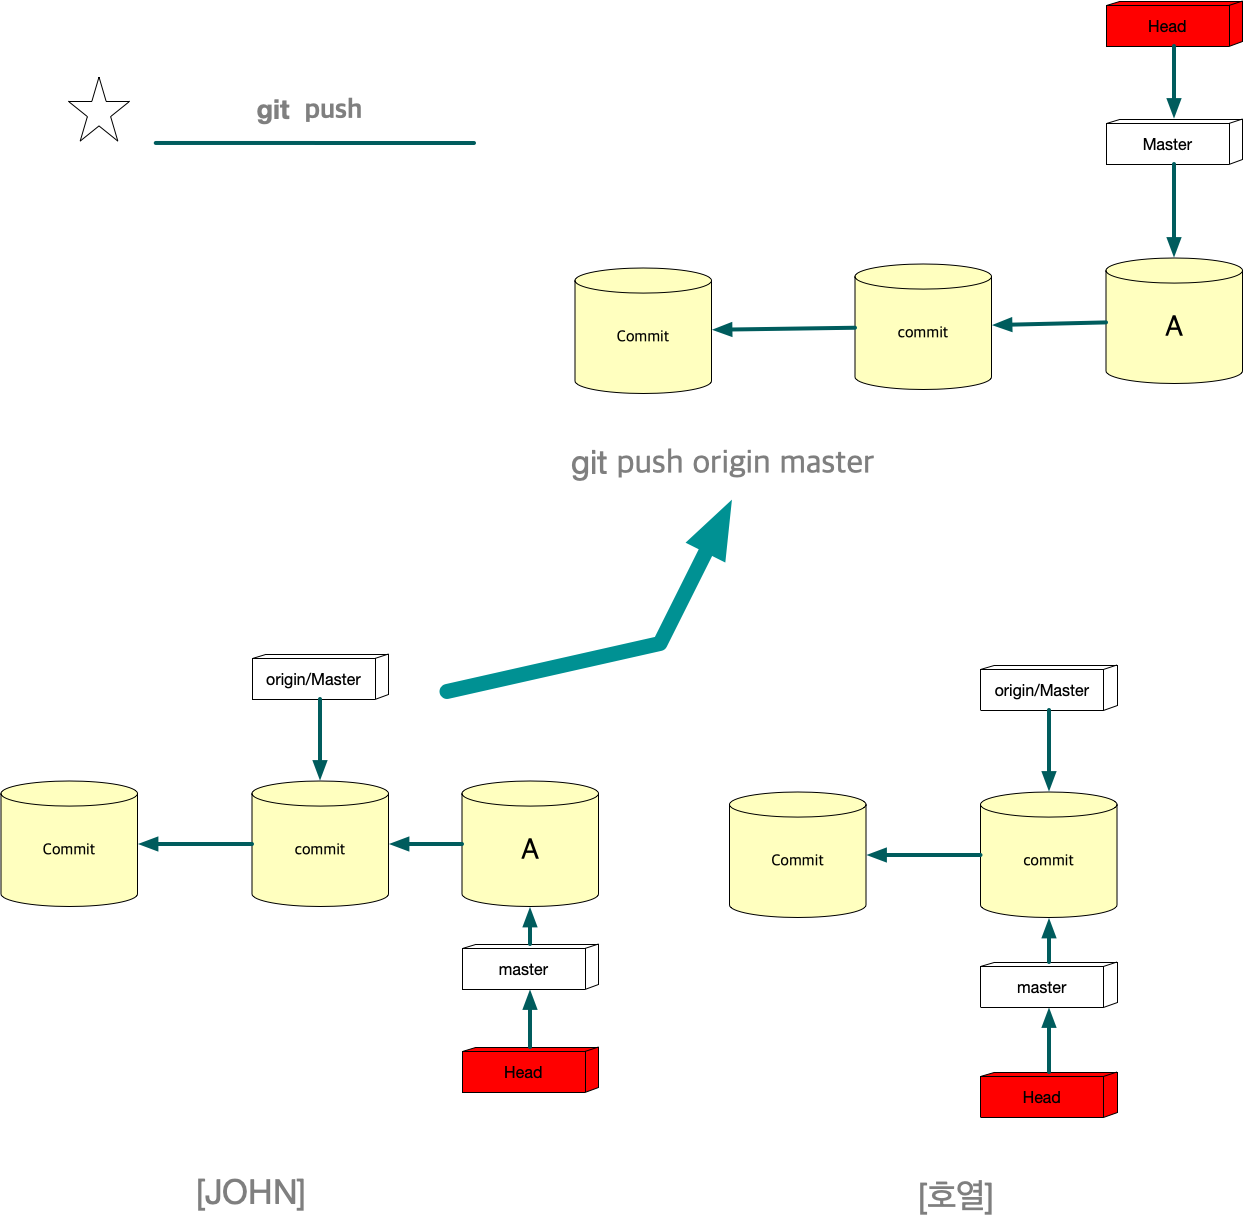 Head
git push
Master
Commit
commit
A
git push origin master
origin/Master
origin/Master
Commit
commit
A
Commit
commit
master
master
Head
Head
[JOHN]
[호열]